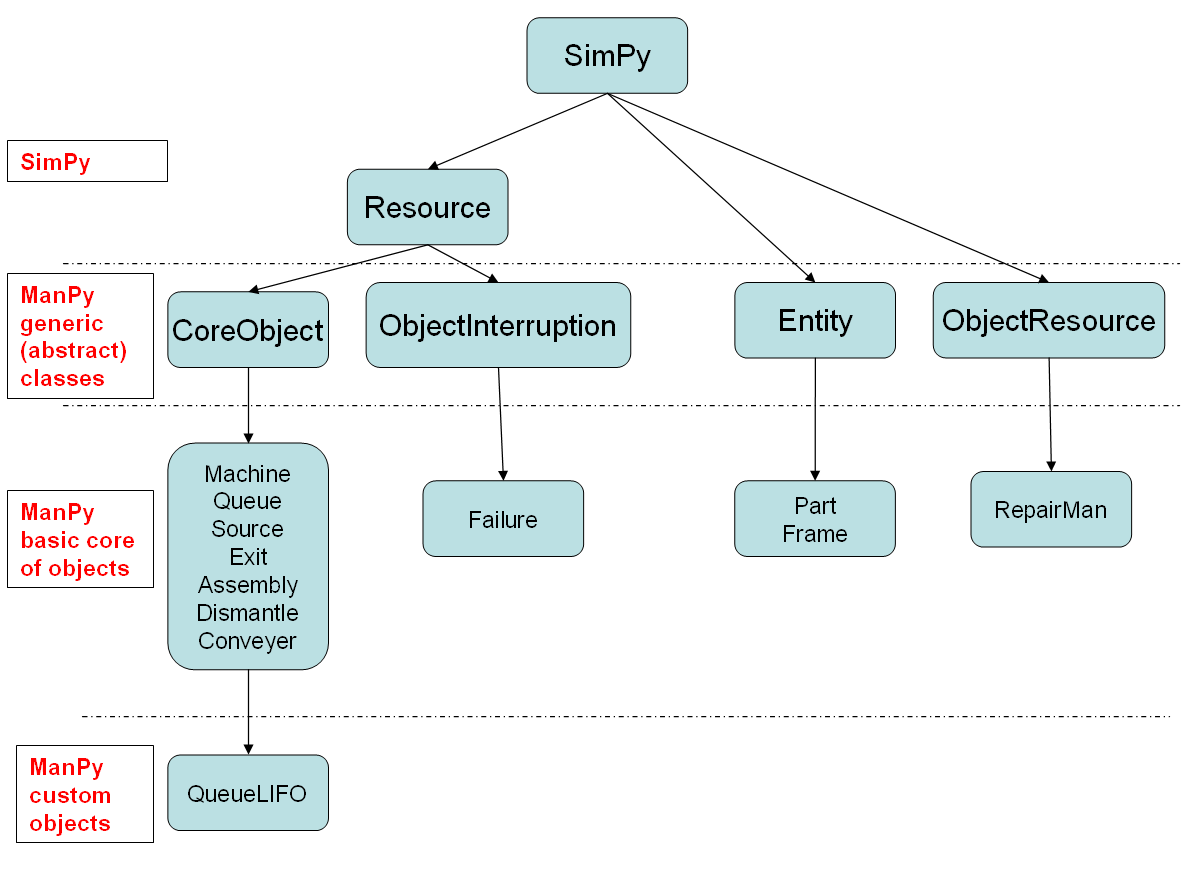 SimPy
SimPy
Resource
ManPy
generic
(abstract)
classes
CoreObject
ObjectInterruption
Entity
ObjectResource
ManPy
basic core
of objects
Machine
Queue
Source
Exit
Assembly
Dismantle
Conveyer
Failure
Part
Frame
RepairMan
ManPy
custom
objects
QueueLIFO